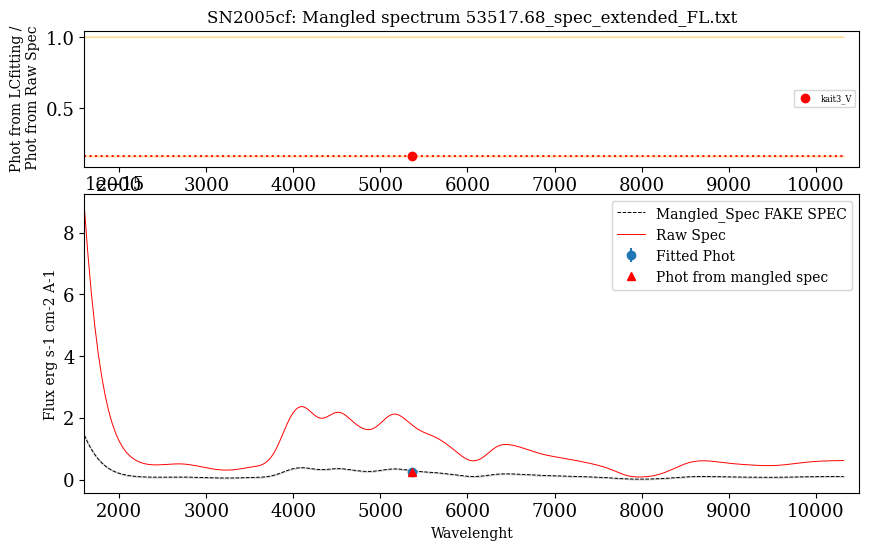 SN2005cf: Mangled spectrum 53517.68_spec_extended_FL.txt
Phot from LCfitting /
Phot from Raw Spec
1.0
0.5
kait3_V
2000 3000 4000 5000 6000 7000 8000 9000 10000
1e−15
Flux erg s-1 cm-2 A-1
8
6
4
2
0
Mangled_Spec FAKE SPEC
Raw Spec
Fitted Phot
Phot from mangled spec
2000 3000 4000 5000 6000 7000 8000 9000 10000
Wavelenght